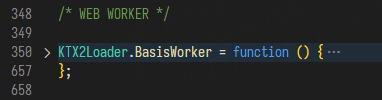 348 /* WEB WORKER */
349
350 > KTX2Loader.BasisWorker = function () {···
657 };
658